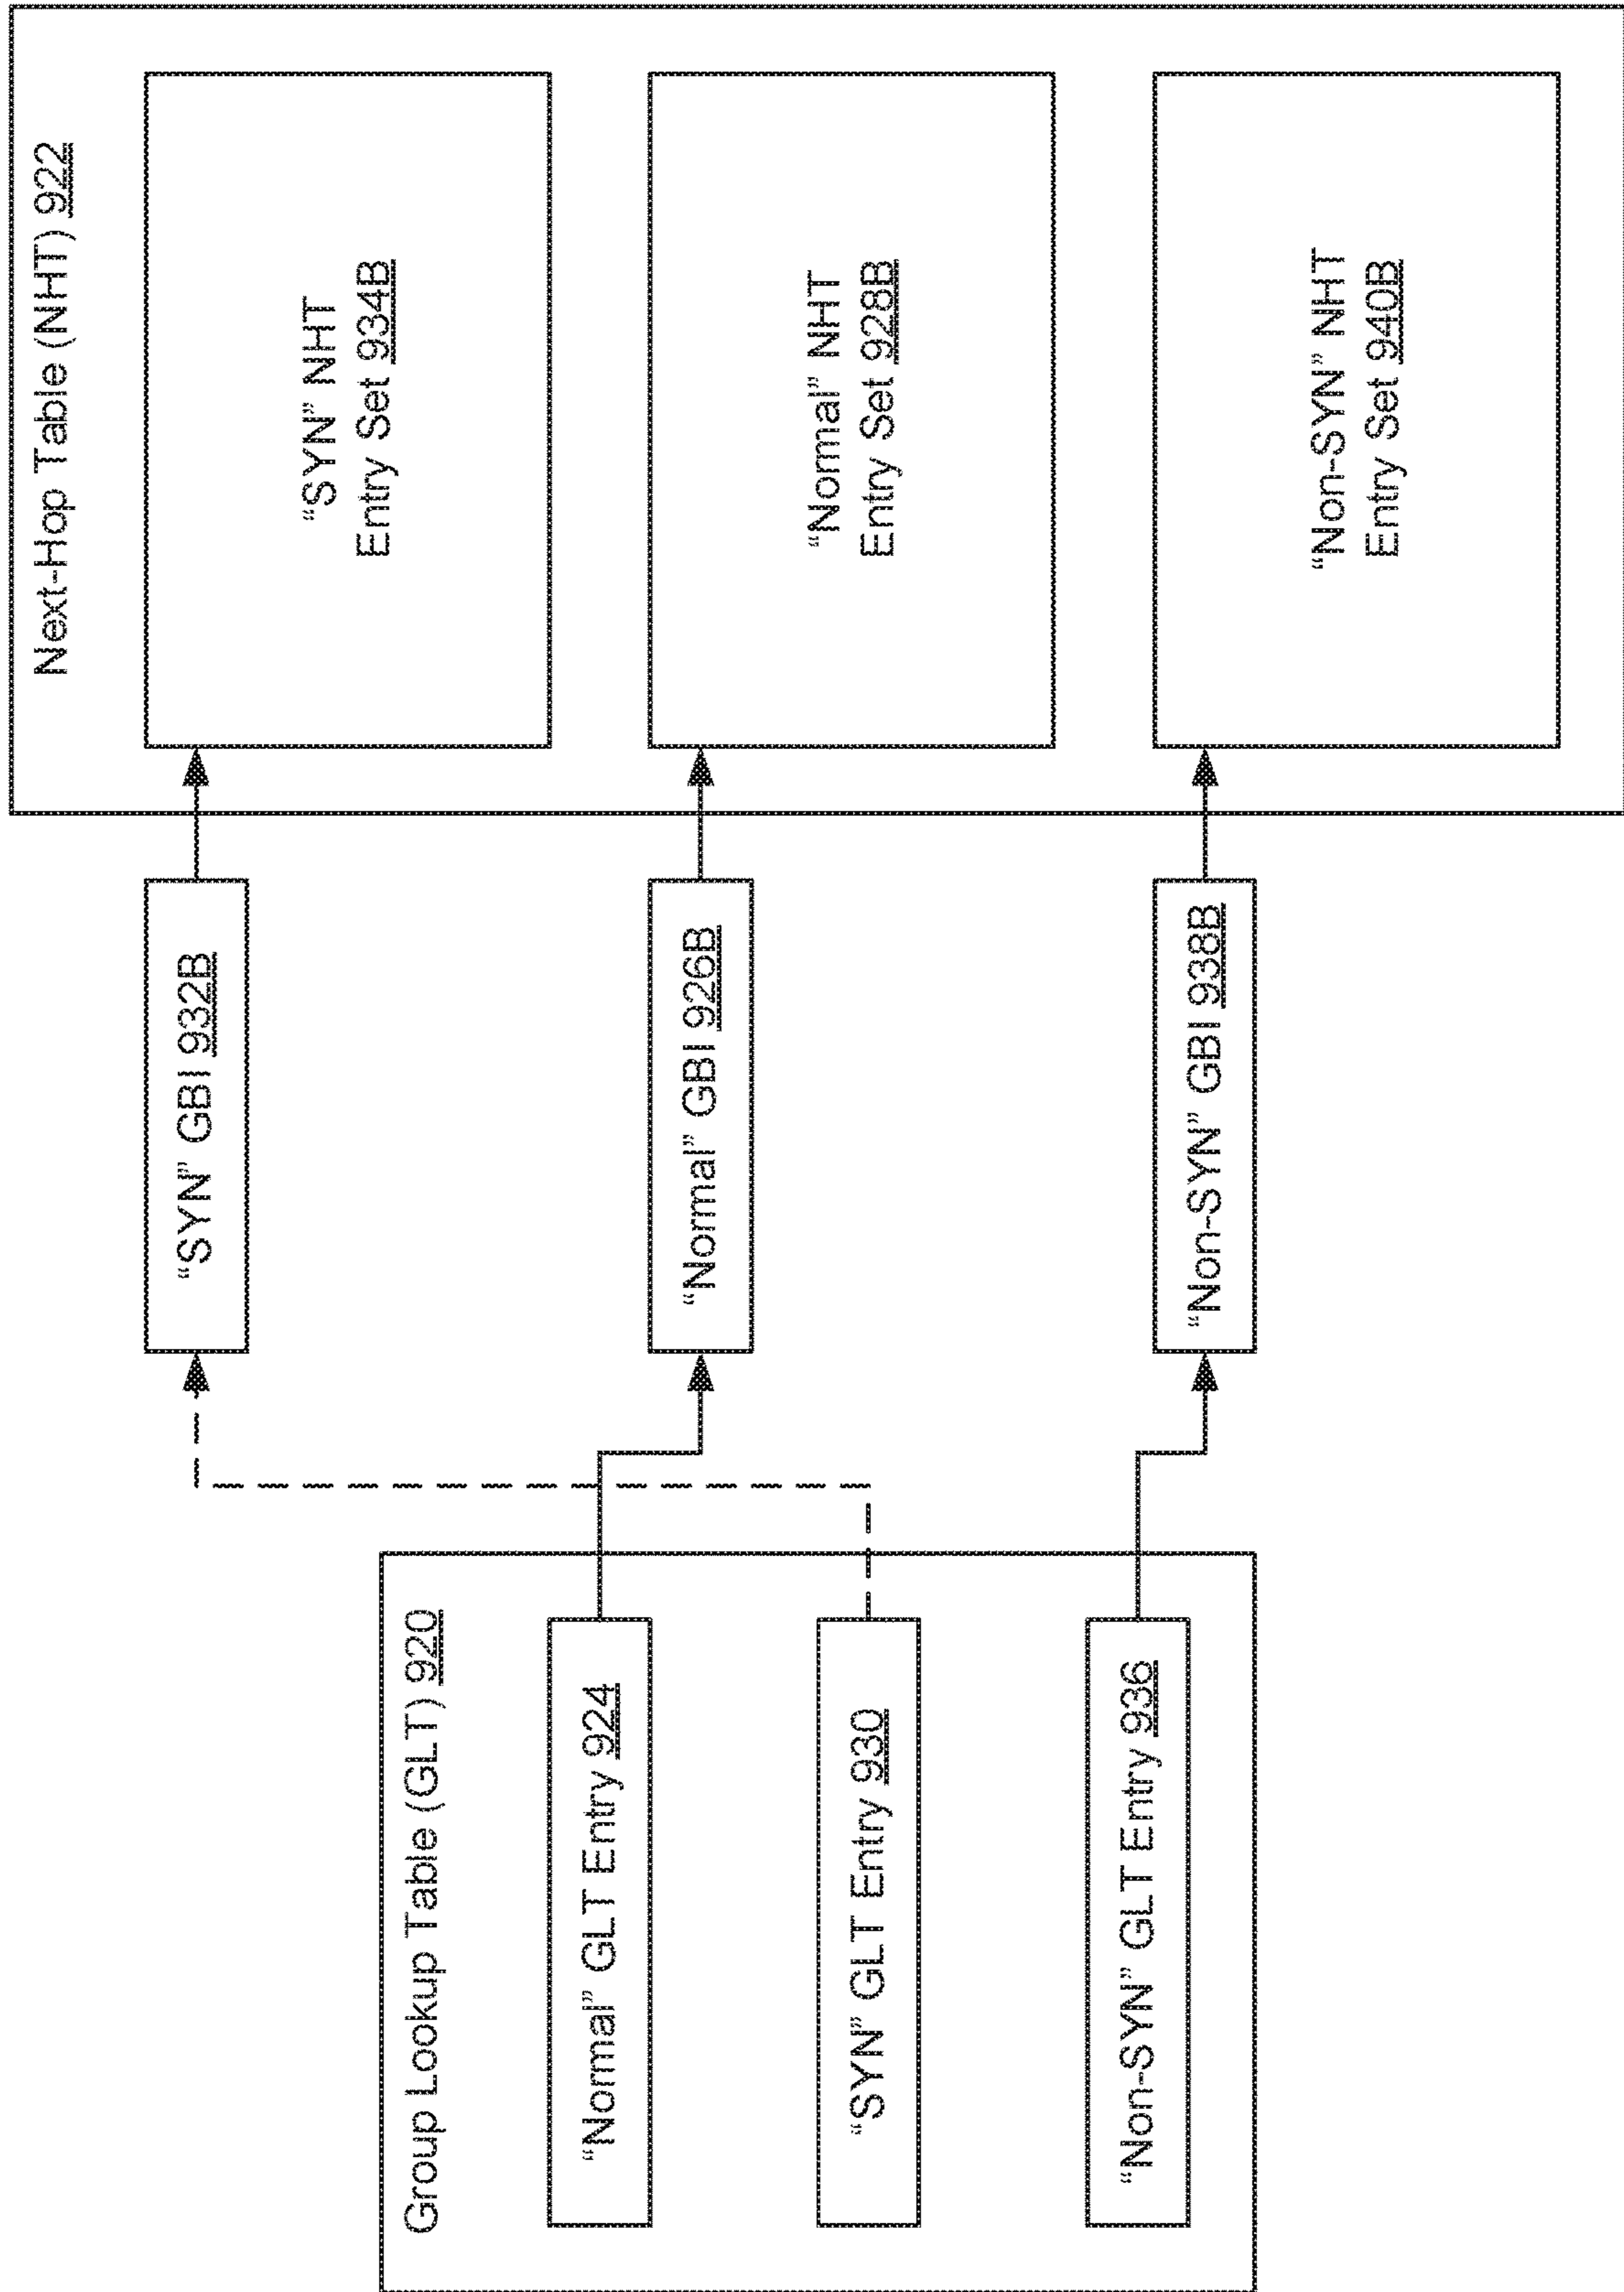 Group Lookup Table (GLT) 920
“Normal” GLT Entry 924
“SYN” GLT Entry 930
“Non-SYN” GLT Entry 936
“SYN” GBI 932B
“Normal” GBI 926B
“Non-SYN” GBI 938B
Next-Hop Table (NHT) 922
“SYN” NHT
Entry Set 934B
“Normal” NHT
Entry Set 928B
“Non-SYN” NHT
Entry Set 940B